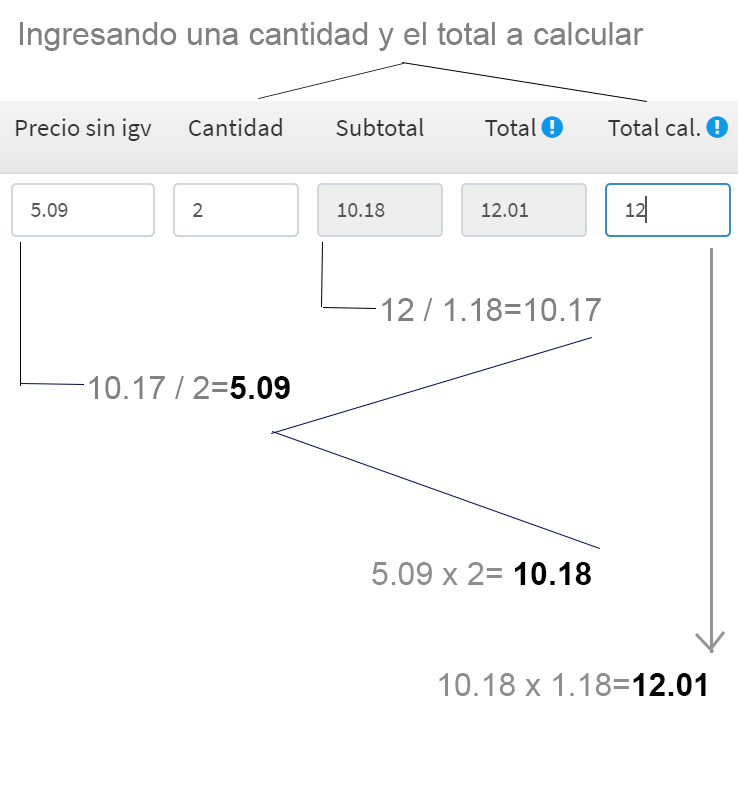 Ingresando una cantidad y el total a calcular
Precio sin igv Cantidad Subtotal Total ! Total cal. !
5.09 2 10.18 12.01 12
12 / 1.18=10.17
10.17 / 2=5.09
5.09 x 2= 10.18
10.18 x 1.18=12.01